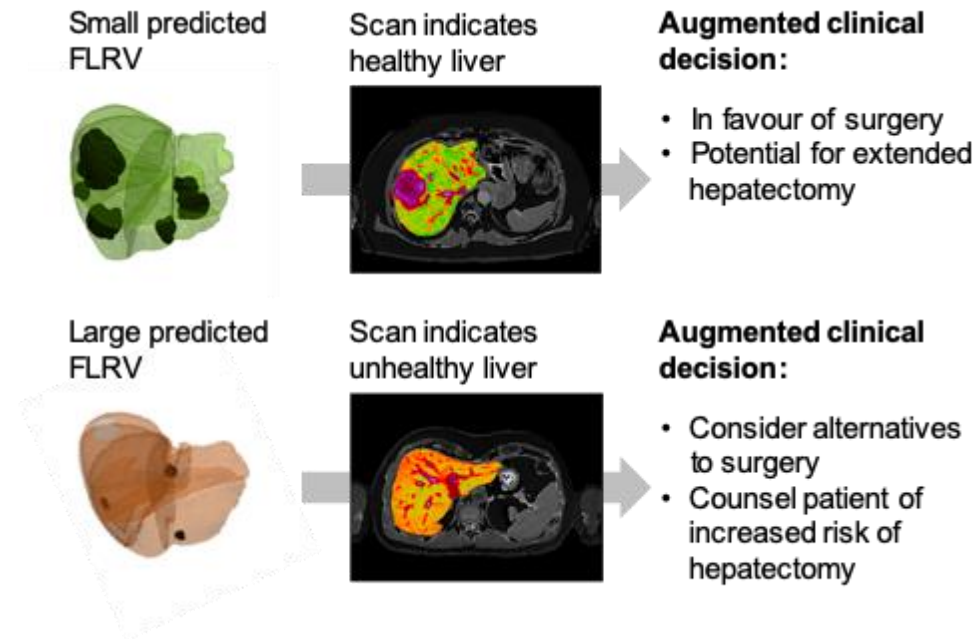 Small predicted
FLRV
Scan indicates
healthy liver
Augmented clinical
decision:
• In favour of surgery
• Potential for extended
hepatectomy
Large predicted
FLRV
Scan indicates
unhealthy liver
Augmented clinical
decision:
• Consider alternatives
to surgery
• Counsel patient of
increased risk of
hepatectomy